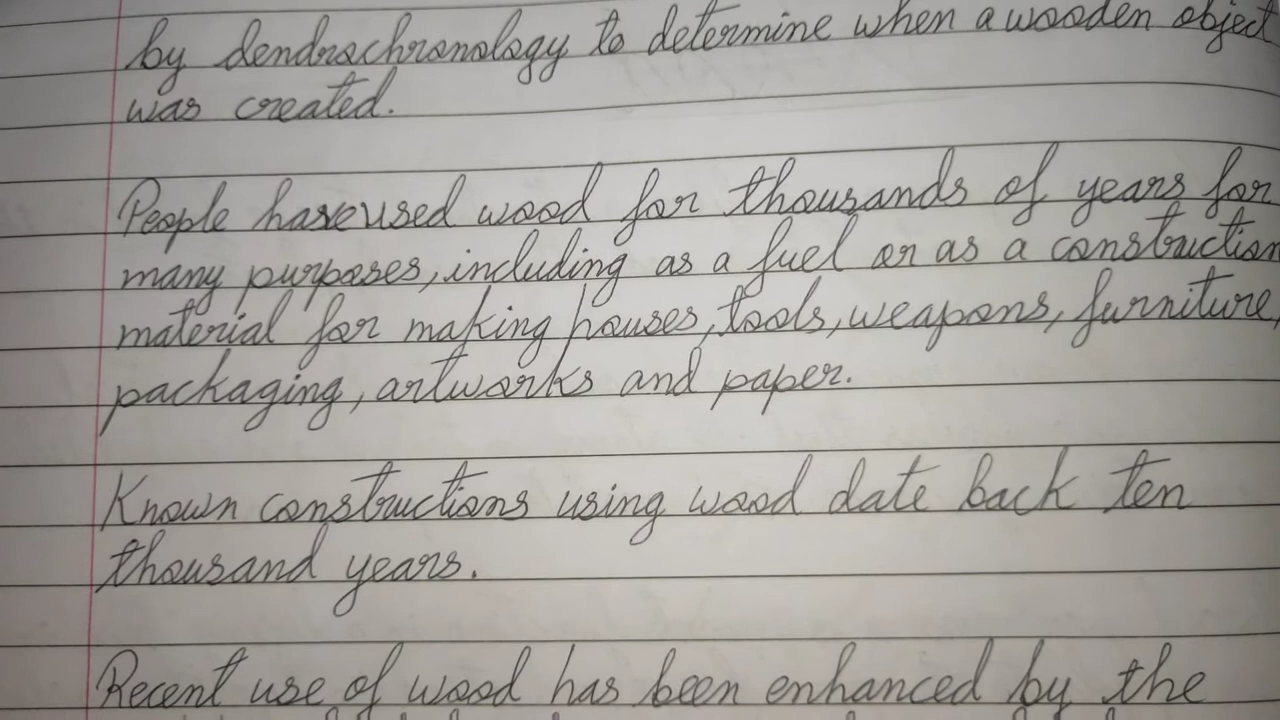 by dendrochronology to determine when a wooden object
was created.
People have used wood for thousands of years for
many purposes, including as a fuel or as a construction
material for making houses, tools, weapons, furniture,
packaging, artworks and paper.
Known constructions using wood date back ten
thousand years.
Recent use of wood has been enhanced by the